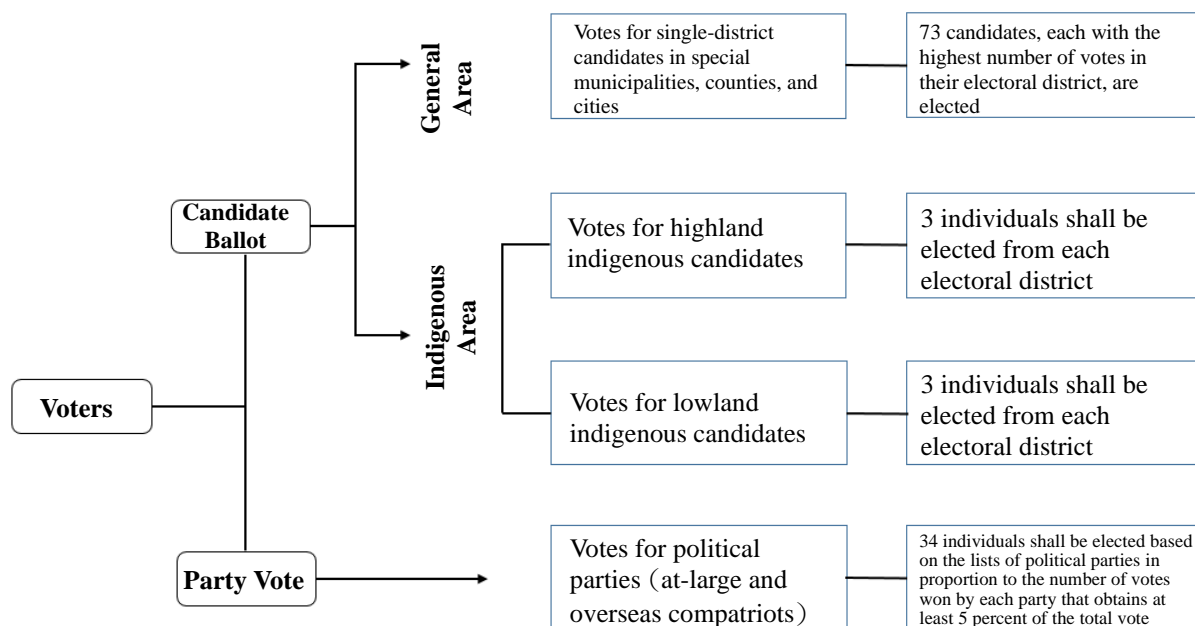 Voters
Candidate
Ballot
Party Vote
General
Area
Indigenous
Area
Votes for single-district
candidates in special
municipalities, counties, and
cities
73 candidates, each with the
highest number of votes in
their electoral district, are
elected
Votes for highland
indigenous candidates
3 individuals shall be
elected from each
electoral district
Votes for lowland
indigenous candidates
3 individuals shall be
elected from each
electoral district
Votes for political
parties（at-large and
overseas compatriots）
34 individuals shall be elected based
on the lists of political parties in
proportion to the number of votes
won by each party that obtains at
least 5 percent of the total vote